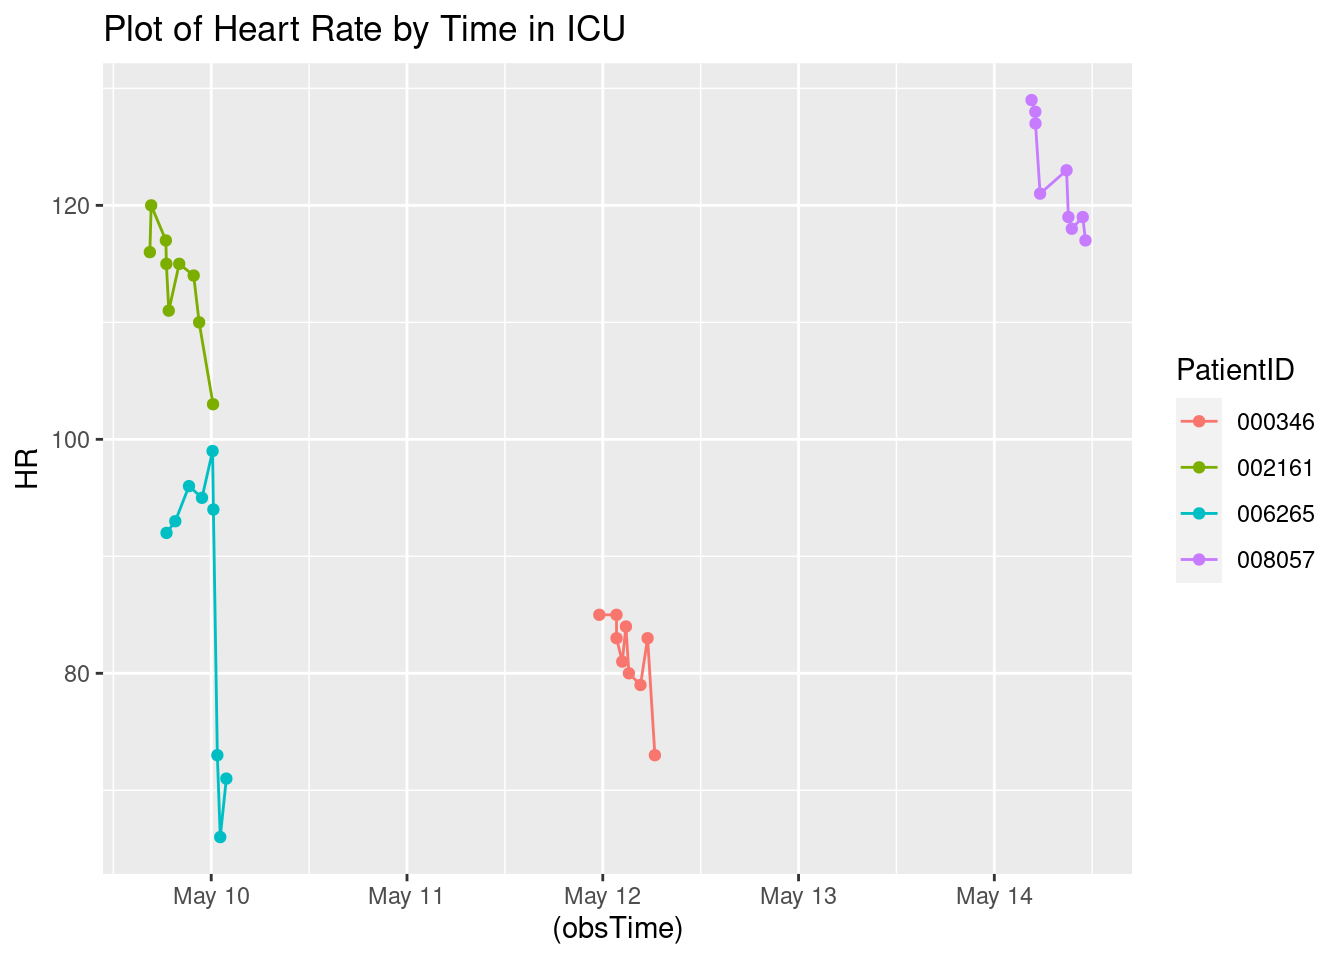 Plot of Heart Rate by Time in ICU
120
100
80
HR
May 10 May 11 May 12 May 13 May 14
(obsTime)
PatientID
000346
002161
006265
008057